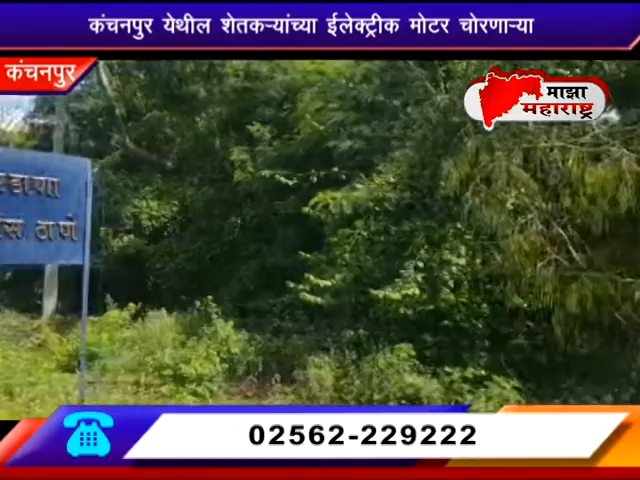 कंचनपुर येथील शेतकऱ्यांच्या ईलेक्ट्रीक मोटर चोरणाऱ्या
कंचनपुर
माझा
महाराष्ट्र
ठाणे
02562-229222